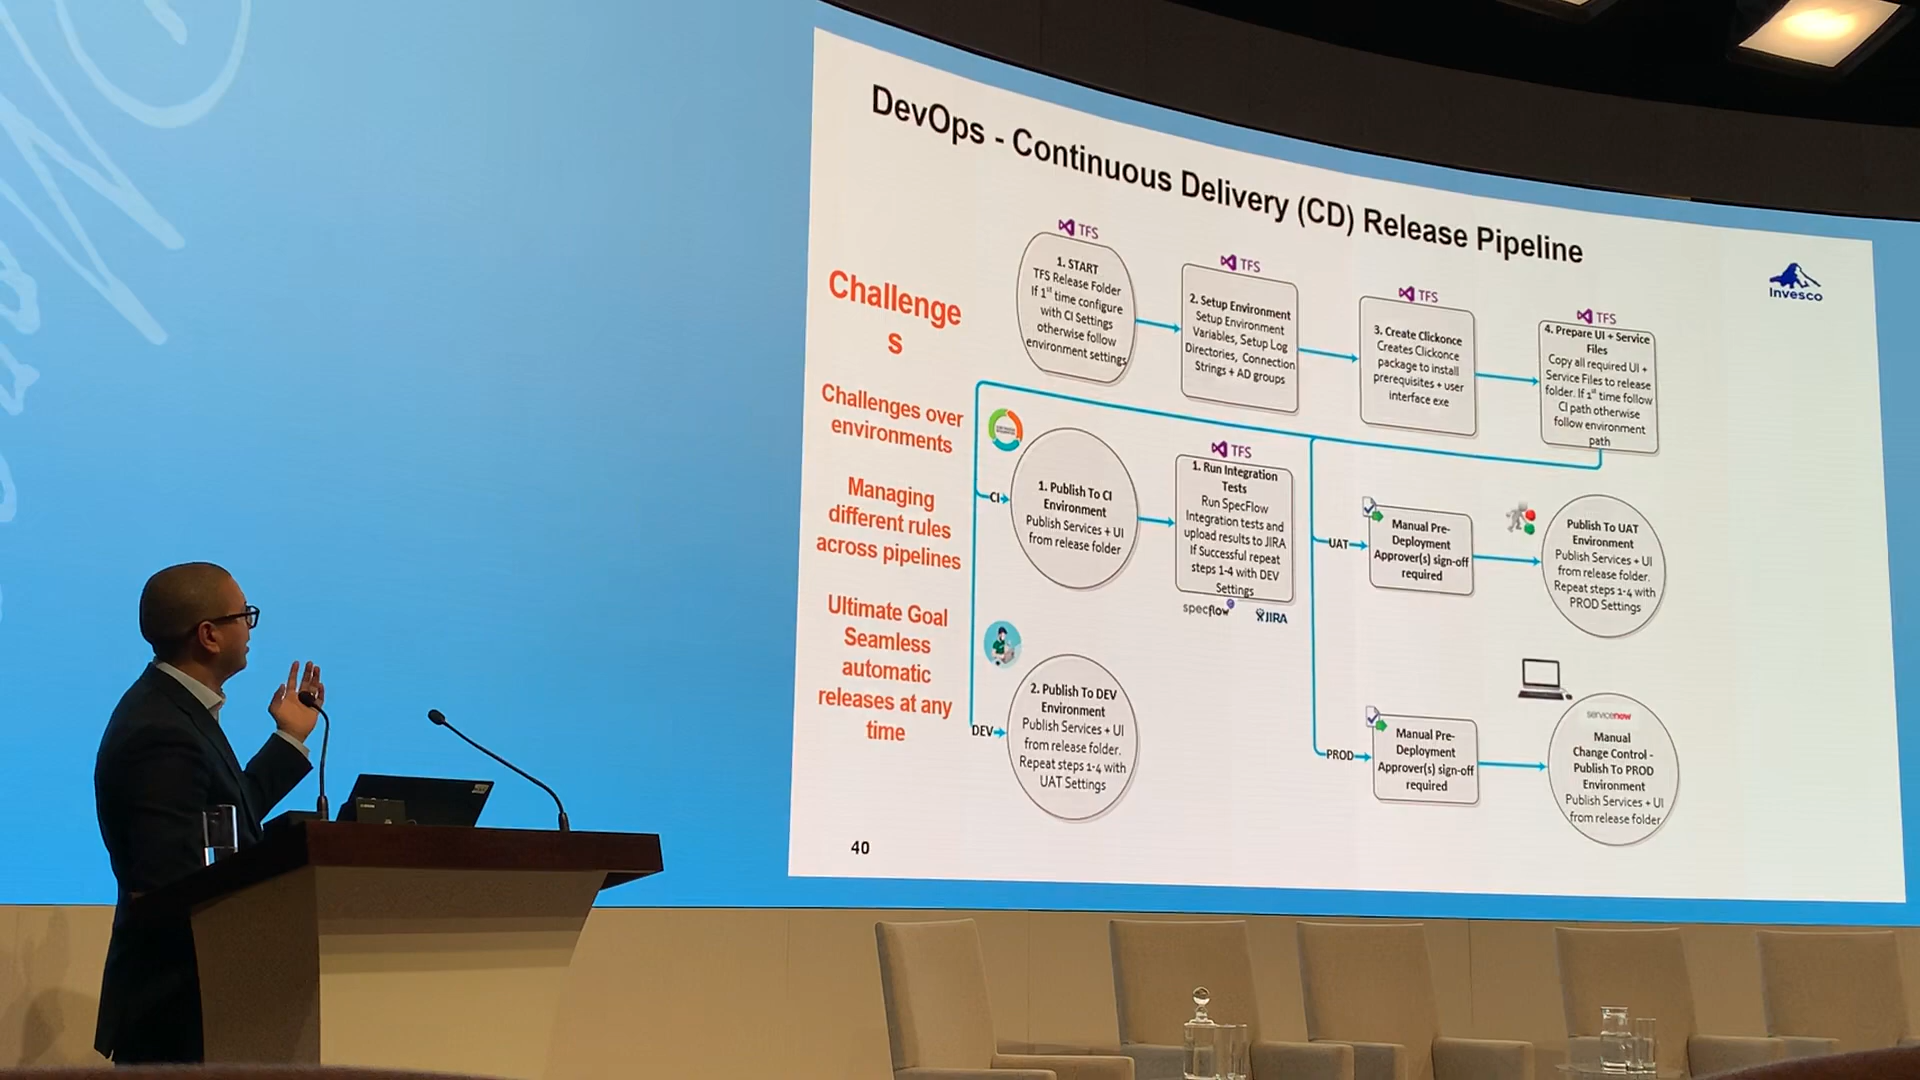 DevOps - Continuous Delivery (CD) Release Pipeline
Invesco
Challenge
s
Challenges over
environments
Managing
different rules
across pipelines
Ultimate Goal
Seamless
automatic
releases at any
time
TFS
1. START
TFS Release Folder
If 1st time configure
with CI Settings
otherwise follow
environment settings
TFS
2. Setup Environment
Setup Environment
Variables, Setup Log
Directories, Connection
Strings + AD groups
TFS
3. Create Clickonce
Creates Clickonce
package to install
prerequisites + user
interface exe
TFS
4. Prepare UI + Service
Files
Copy all required UI +
Service Files to release
folder. If 1st time follow
CI path otherwise
follow environment
path
CI
1. Publish To CI
Environment
Publish Services + UI
from release folder
TFS
1. Run Integration
Tests
Run SpecFlow
Integration tests and
upload results to JIRA
If Successful repeat
steps 1-4 with DEV
Settings
specflow
JIRA
UAT
Manual Pre-
Deployment
Approver(s) sign-off
required
Publish To UAT
Environment
Publish Services + UI
from release folder.
Repeat steps 1-4 with
PROD Settings
DEV
2. Publish To DEV
Environment
Publish Services + UI
from release folder.
Repeat steps 1-4 with
UAT Settings
PROD
Manual Pre-
Deployment
Approver(s) sign-off
required
servicenow
Manual
Change Control -
Publish To PROD
Environment
Publish Services + UI
from release folder
40